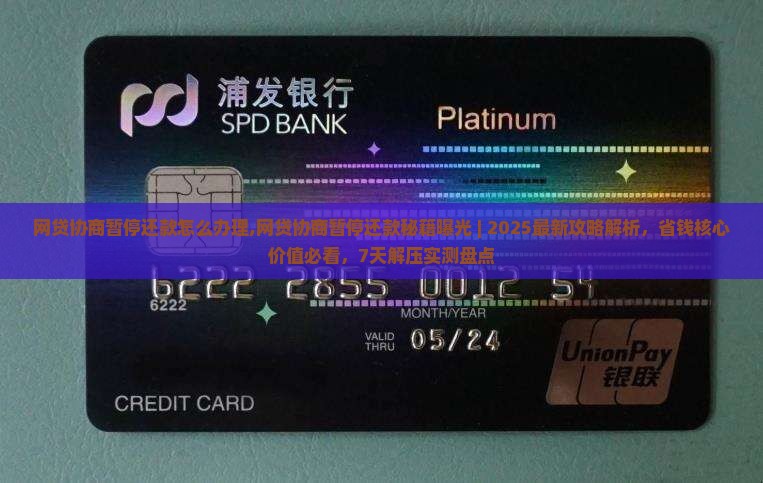 浦发银行
SPD BANK
Platinum
网贷协商暂停还款怎么办理,网贷协商暂停还款秘籍曝光 | 2025最新攻略解析，省钱核心
价值必看，7天解压实测盘点
6222 2855 0012 54
6222
MONTH/YEAR
VALID
THRU
05/24
UnionPay
银联
CREDIT CARD